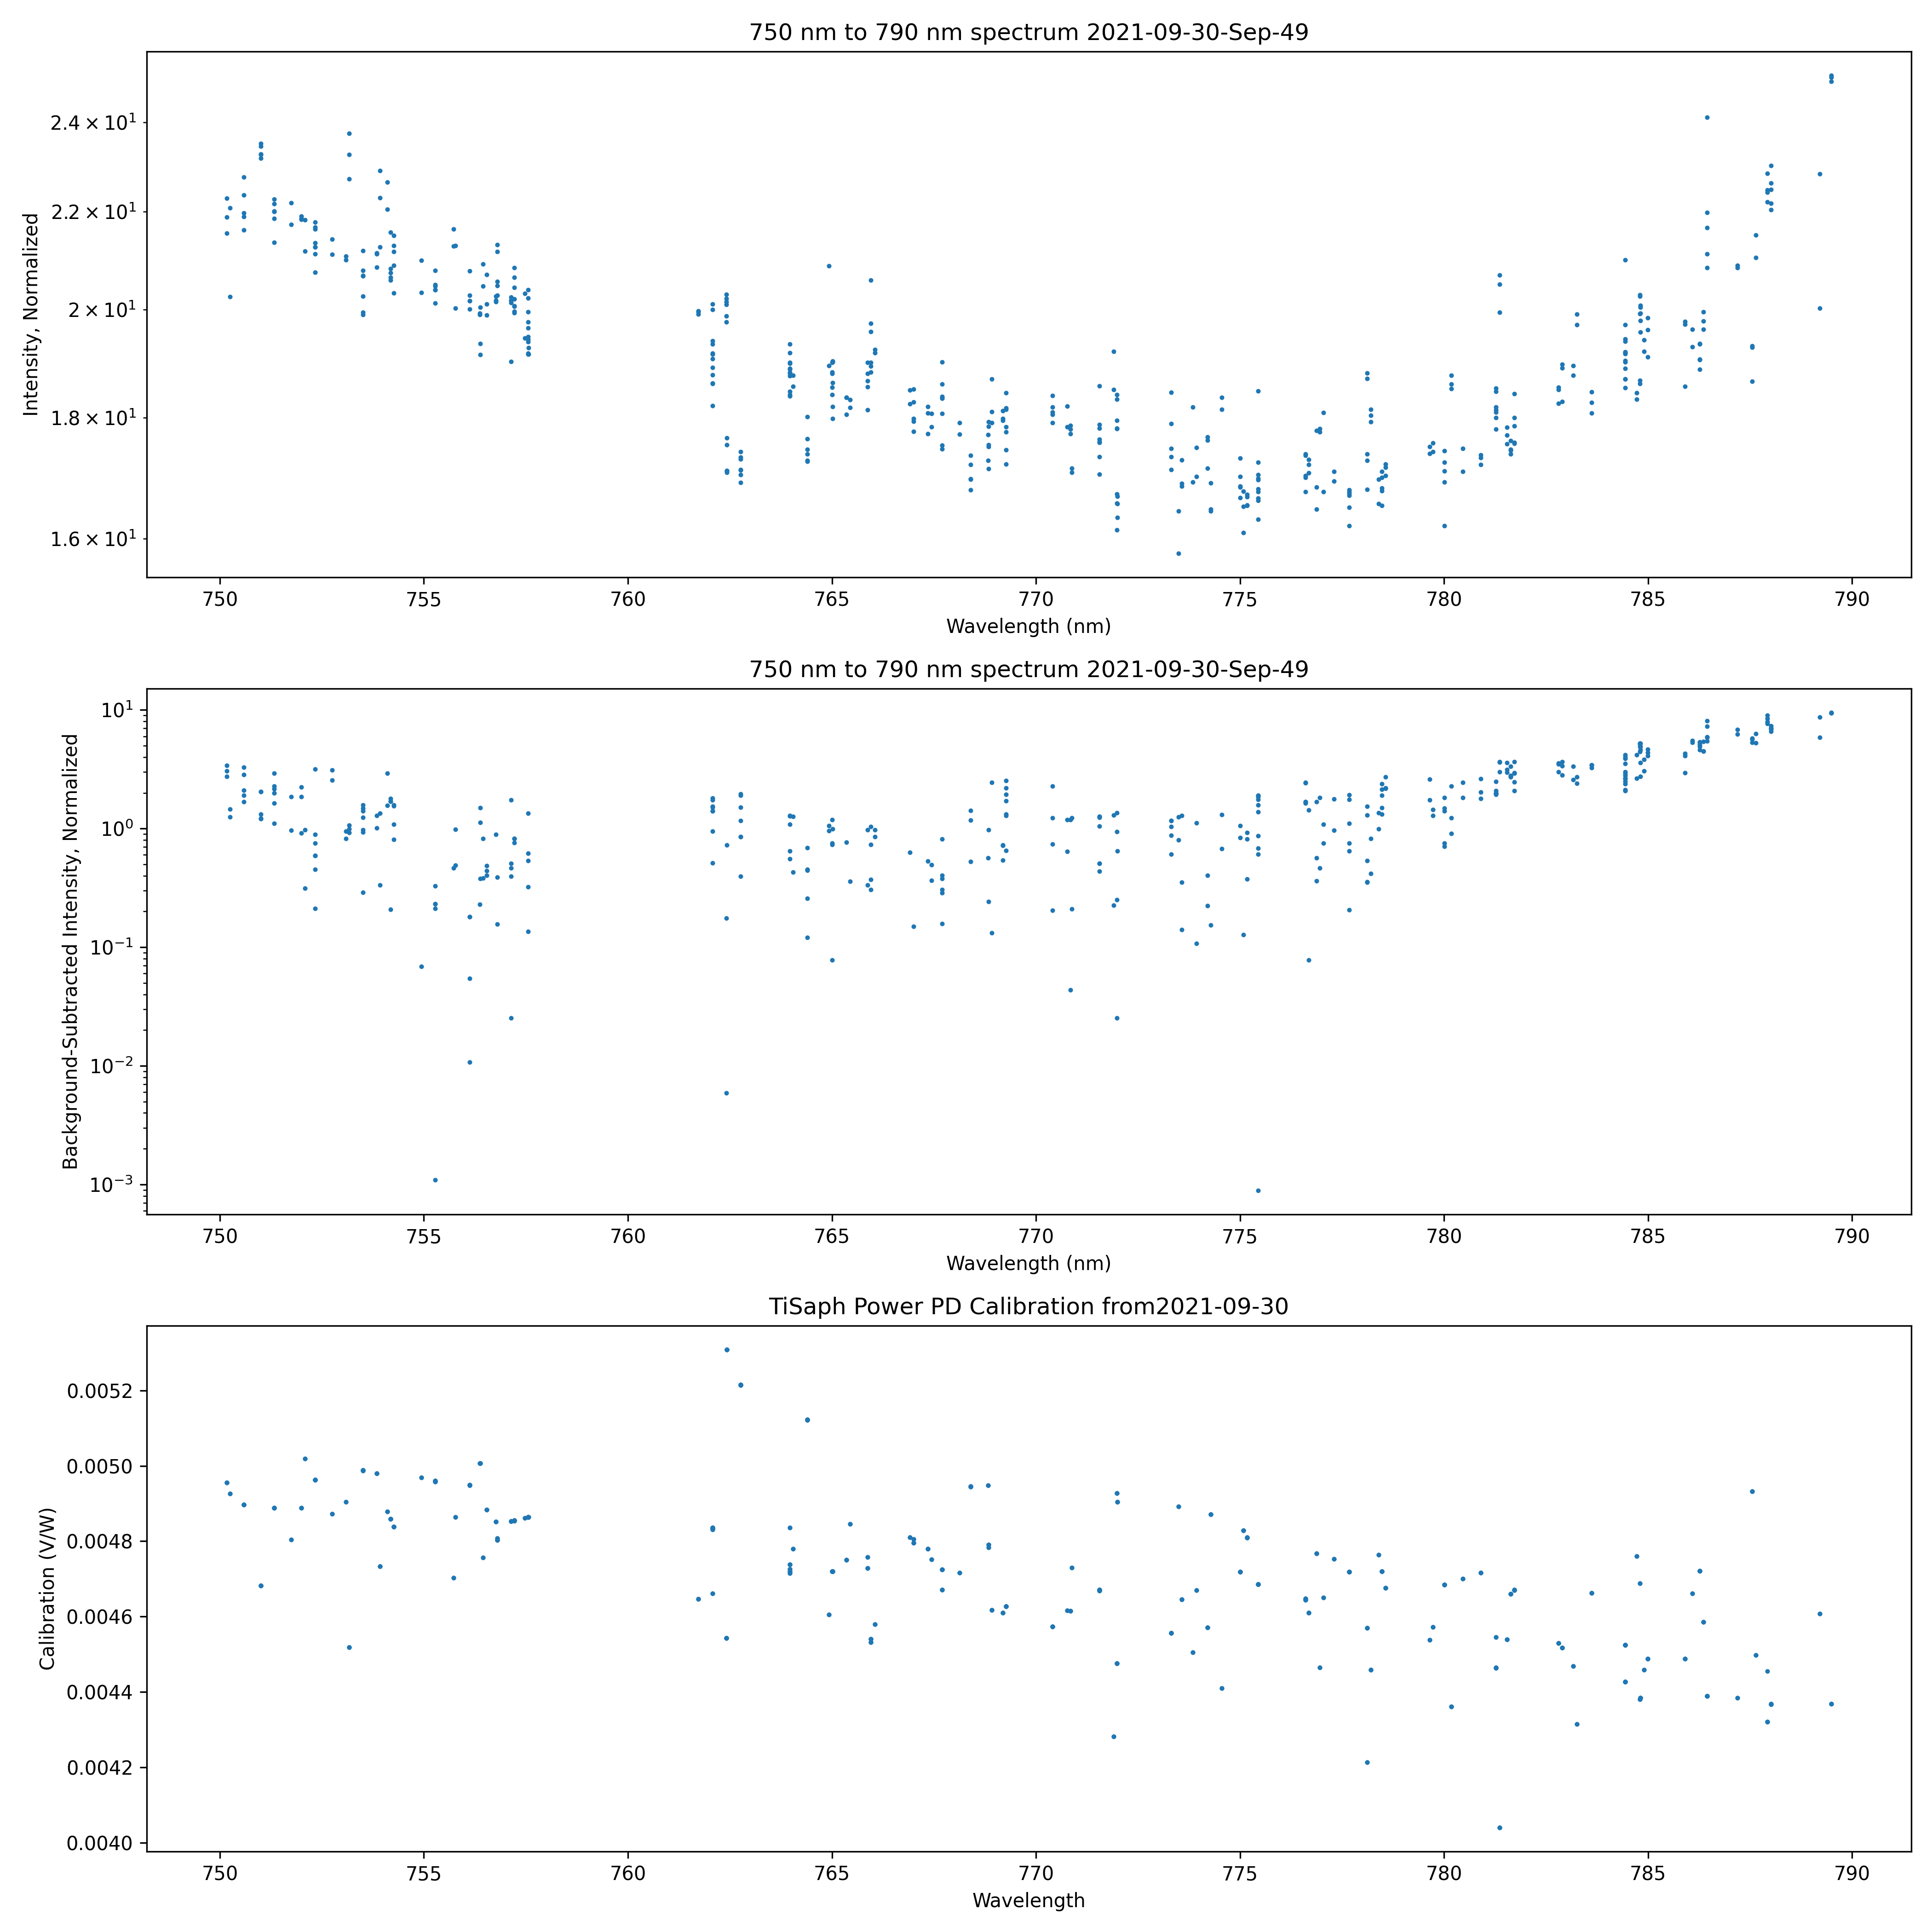 750 nm to 790 nm spectrum 2021-09-30-Sep-49
Intensity, Normalized
2.4 × 10¹
2.2 × 10¹
2 × 10¹
1.8 × 10¹
1.6 × 10¹
750 755 760 765 770 775 780 785 790
Wavelength (nm)
750 nm to 790 nm spectrum 2021-09-30-Sep-49
Background-Subtracted Intensity, Normalized
10¹
10⁰
10⁻¹
10⁻²
10⁻³
750 755 760 765 770 775 780 785 790
Wavelength (nm)
TiSaph Power PD Calibration from2021-09-30
Calibration (V/W)
0.0052
0.0050
0.0048
0.0046
0.0044
0.0042
0.0040
750 755 760 765 770 775 780 785 790
Wavelength